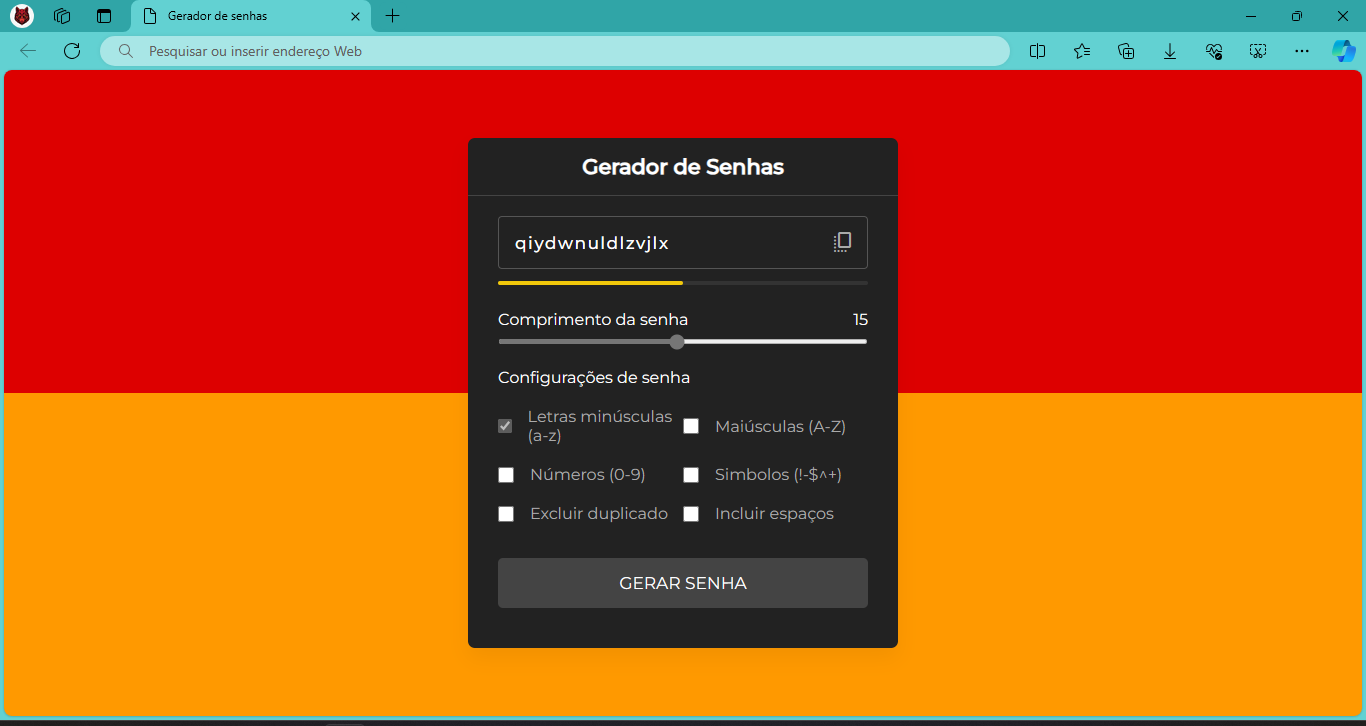 Gerador de senhas
Pesquisar ou inserir endereço Web
Gerador de Senhas
qiydwnuldlzvjlx
Comprimento da senha 15
Configurações de senha
Letras minúsculas
(a-z)
Maiúsculas (A-Z)
Números (0-9)
Simbolos (!-$^+)
Excluir duplicado
Incluir espaços
GERAR SENHA